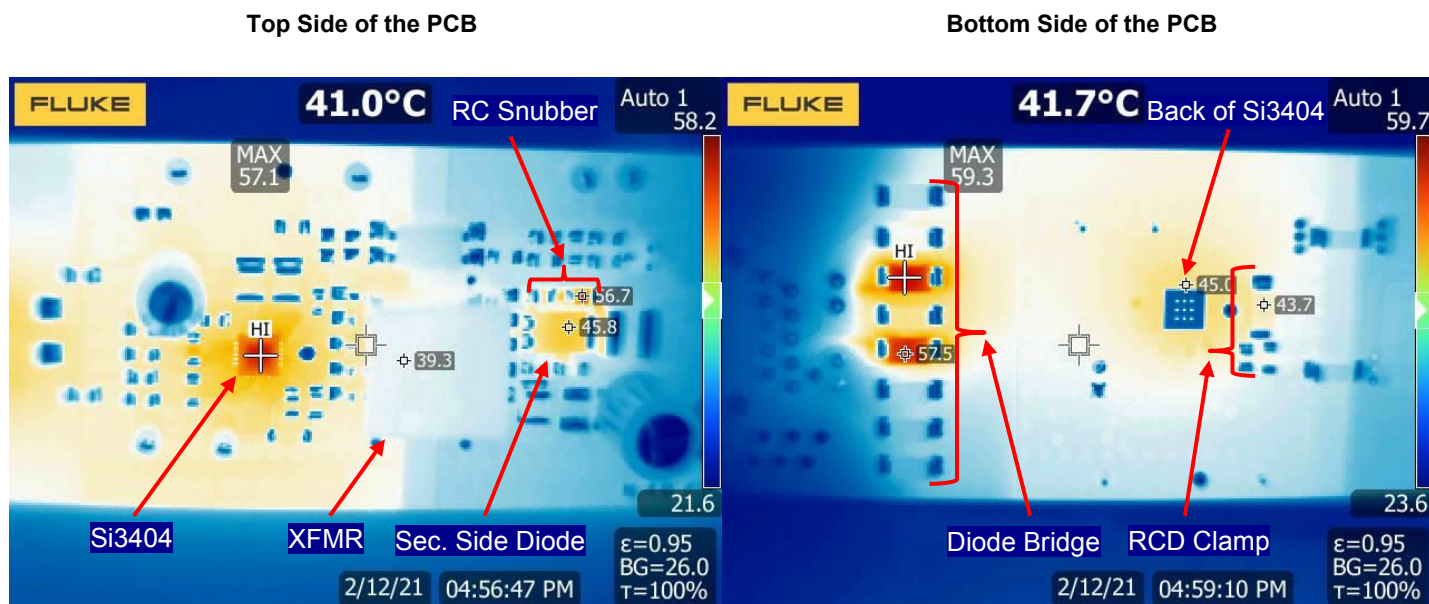 Top Side of the PCB
Bottom Side of the PCB
FLUKE
41.0°C
RC Snubber
Auto 1
58.2
MAX
57.1
HI
56.7
45.8
39.3
21.6
Si3404
XFMR
Sec. Side Diode
ε=0.95
BG=26.0
τ=100%
2/12/21
04:56:47 PM
FLUKE
41.7°C
Back of Si3404
Auto 1
59.7
MAX
59.3
HI
45.0
43.7
57.5
23.6
Diode Bridge
RCD Clamp
ε=0.95
BG=26.0
τ=100%
2/12/21
04:59:10 PM